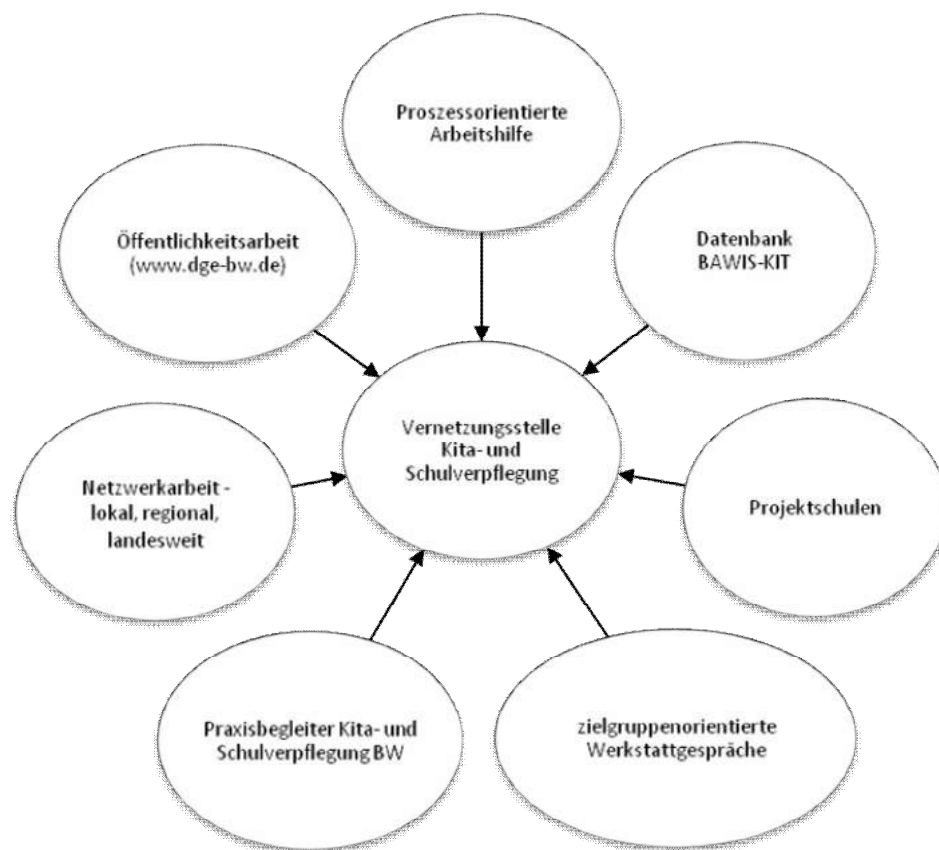 Proszessorientierte
Arbeitshilfe
Öffentlichkeitsarbeit
(www.dge-bw.de)
Datenbank
BAWIS-KIT
Vernetzungsstelle
Kita- und
Schulverpflegung
Netzwerkarbeit -
lokal, regional,
landesweit
Projektschulen
Praxisbegleiter Kita- und
Schulverpflegung BW
zielgruppenorientierte
Werkstattgespräche